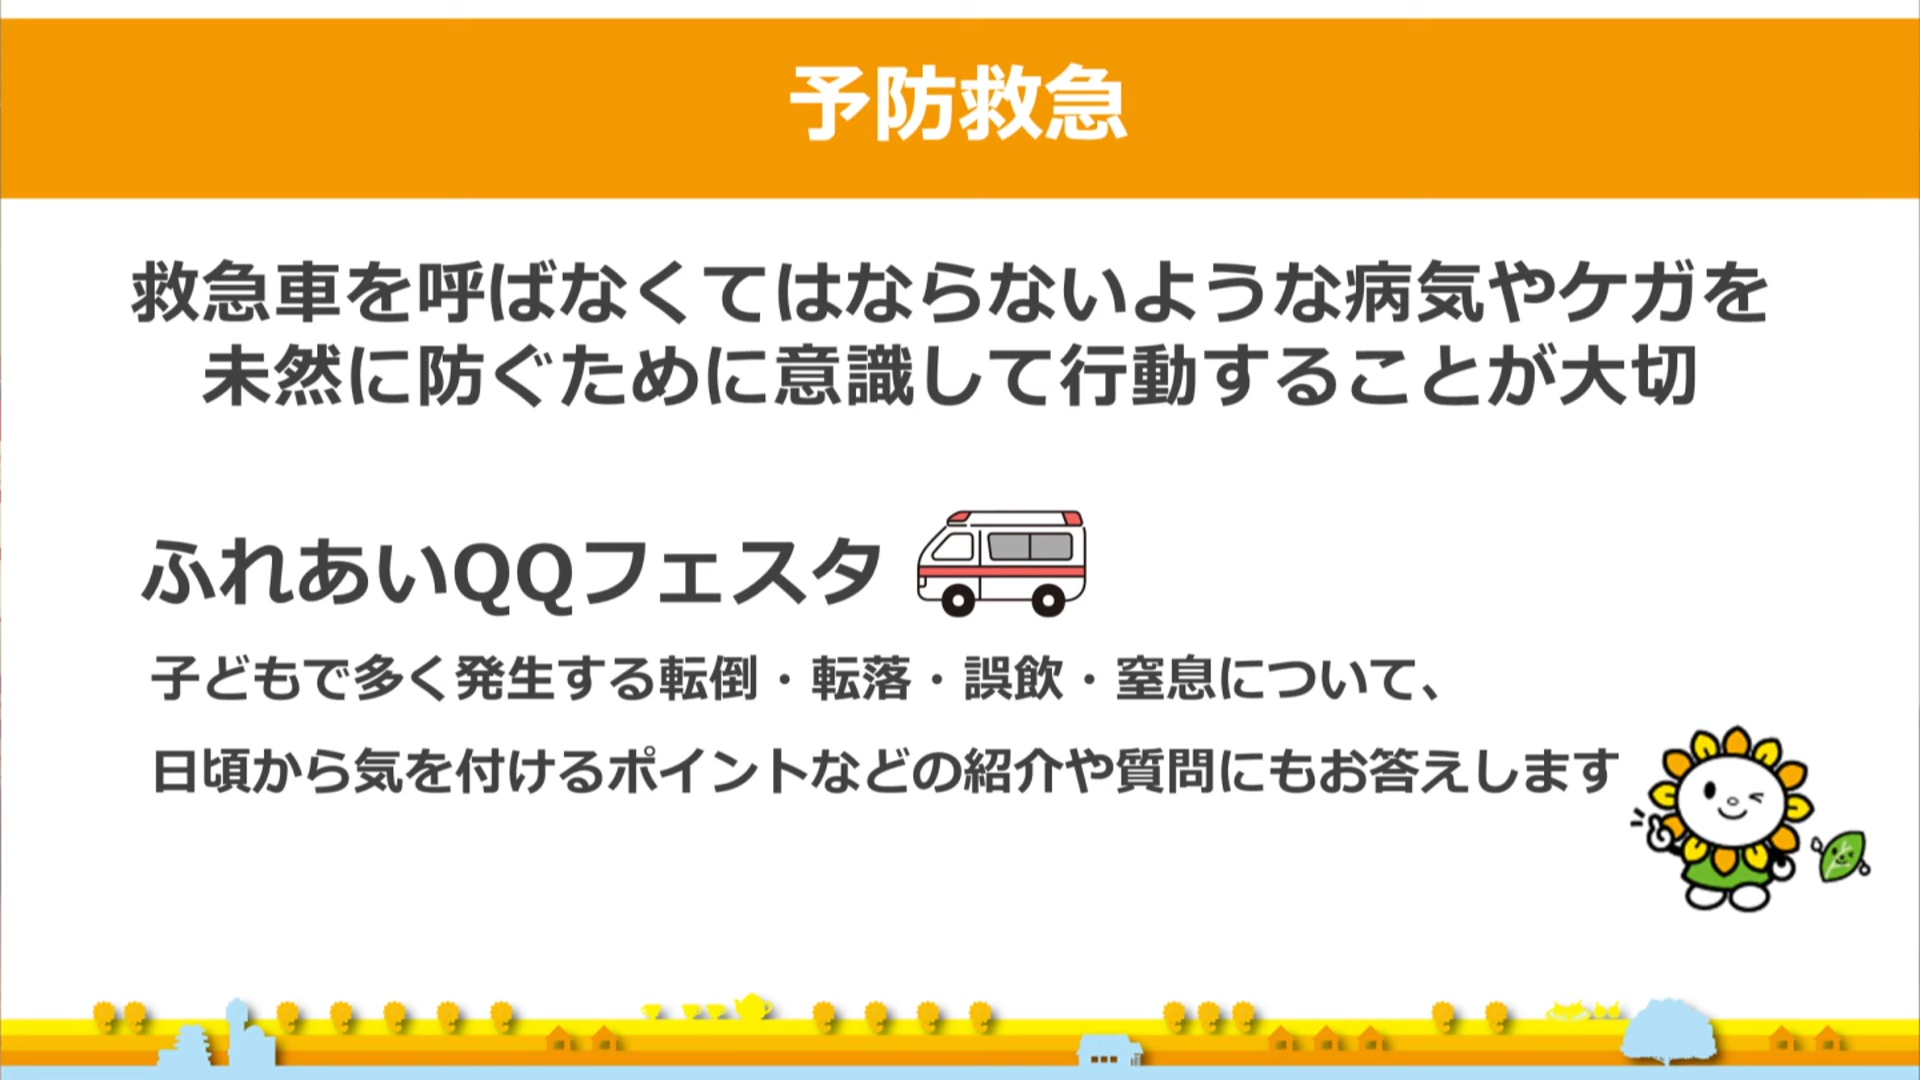 予防救急
救急車を呼ばなくてはならないような病気やケガを
未然に防ぐために意識して行動することが大切
ふれあいQQフェスタ
子どもで多く発生する転倒・転落・誤飲・窒息について、
日頃から気を付けるポイントなどの紹介や質問にもお答えします